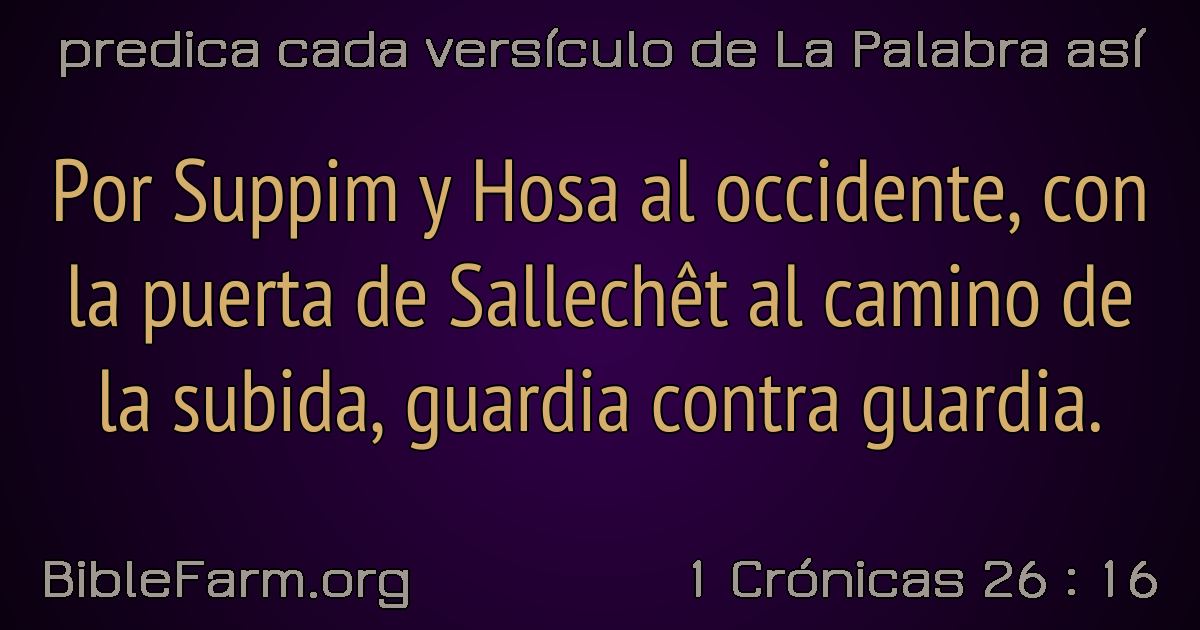 predica cada versículo de La Palabra así
Por Suppim y Hosa al occidente, con
la puerta de Sallechêt al camino de
la subida, guardia contra guardia.
BibleFarm.org
1 Crónicas 26 : 16